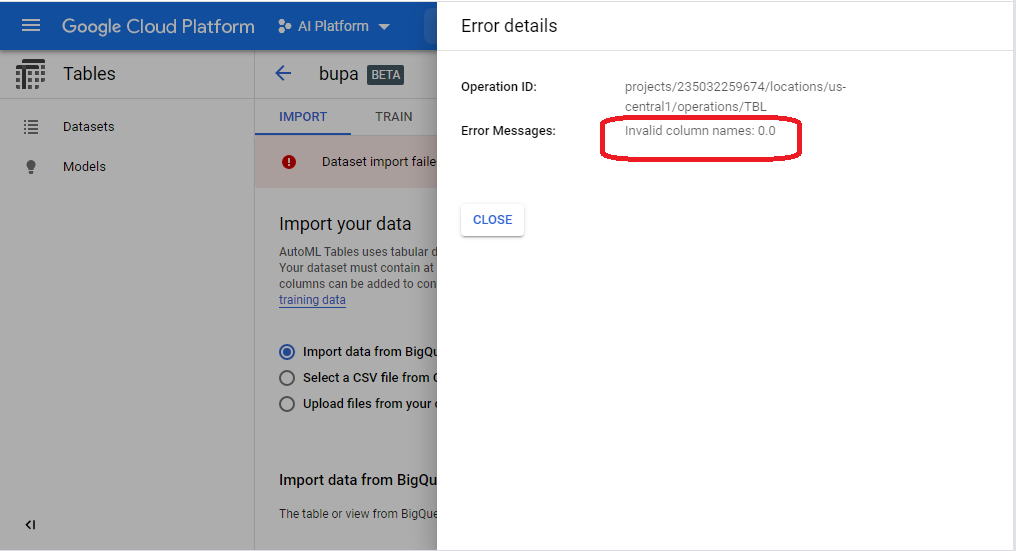 Google Cloud Platform
AI Platform
Tables
bupa
BETA
Datasets
Models
IMPORT
TRAIN
Dataset import faile
Import your data
AutoML Tables uses tabular d
Your dataset must contain at
columns can be added to con
training data
Import data from BigQu
Select a CSV file from
Upload files from your
Import data from BigQu
The table or view from BigQue
Error details
Operation ID:
projects/235032259674/locations/us-
central1/operations/TBL
Error Messages:
Invalid column names: 0.0
CLOSE